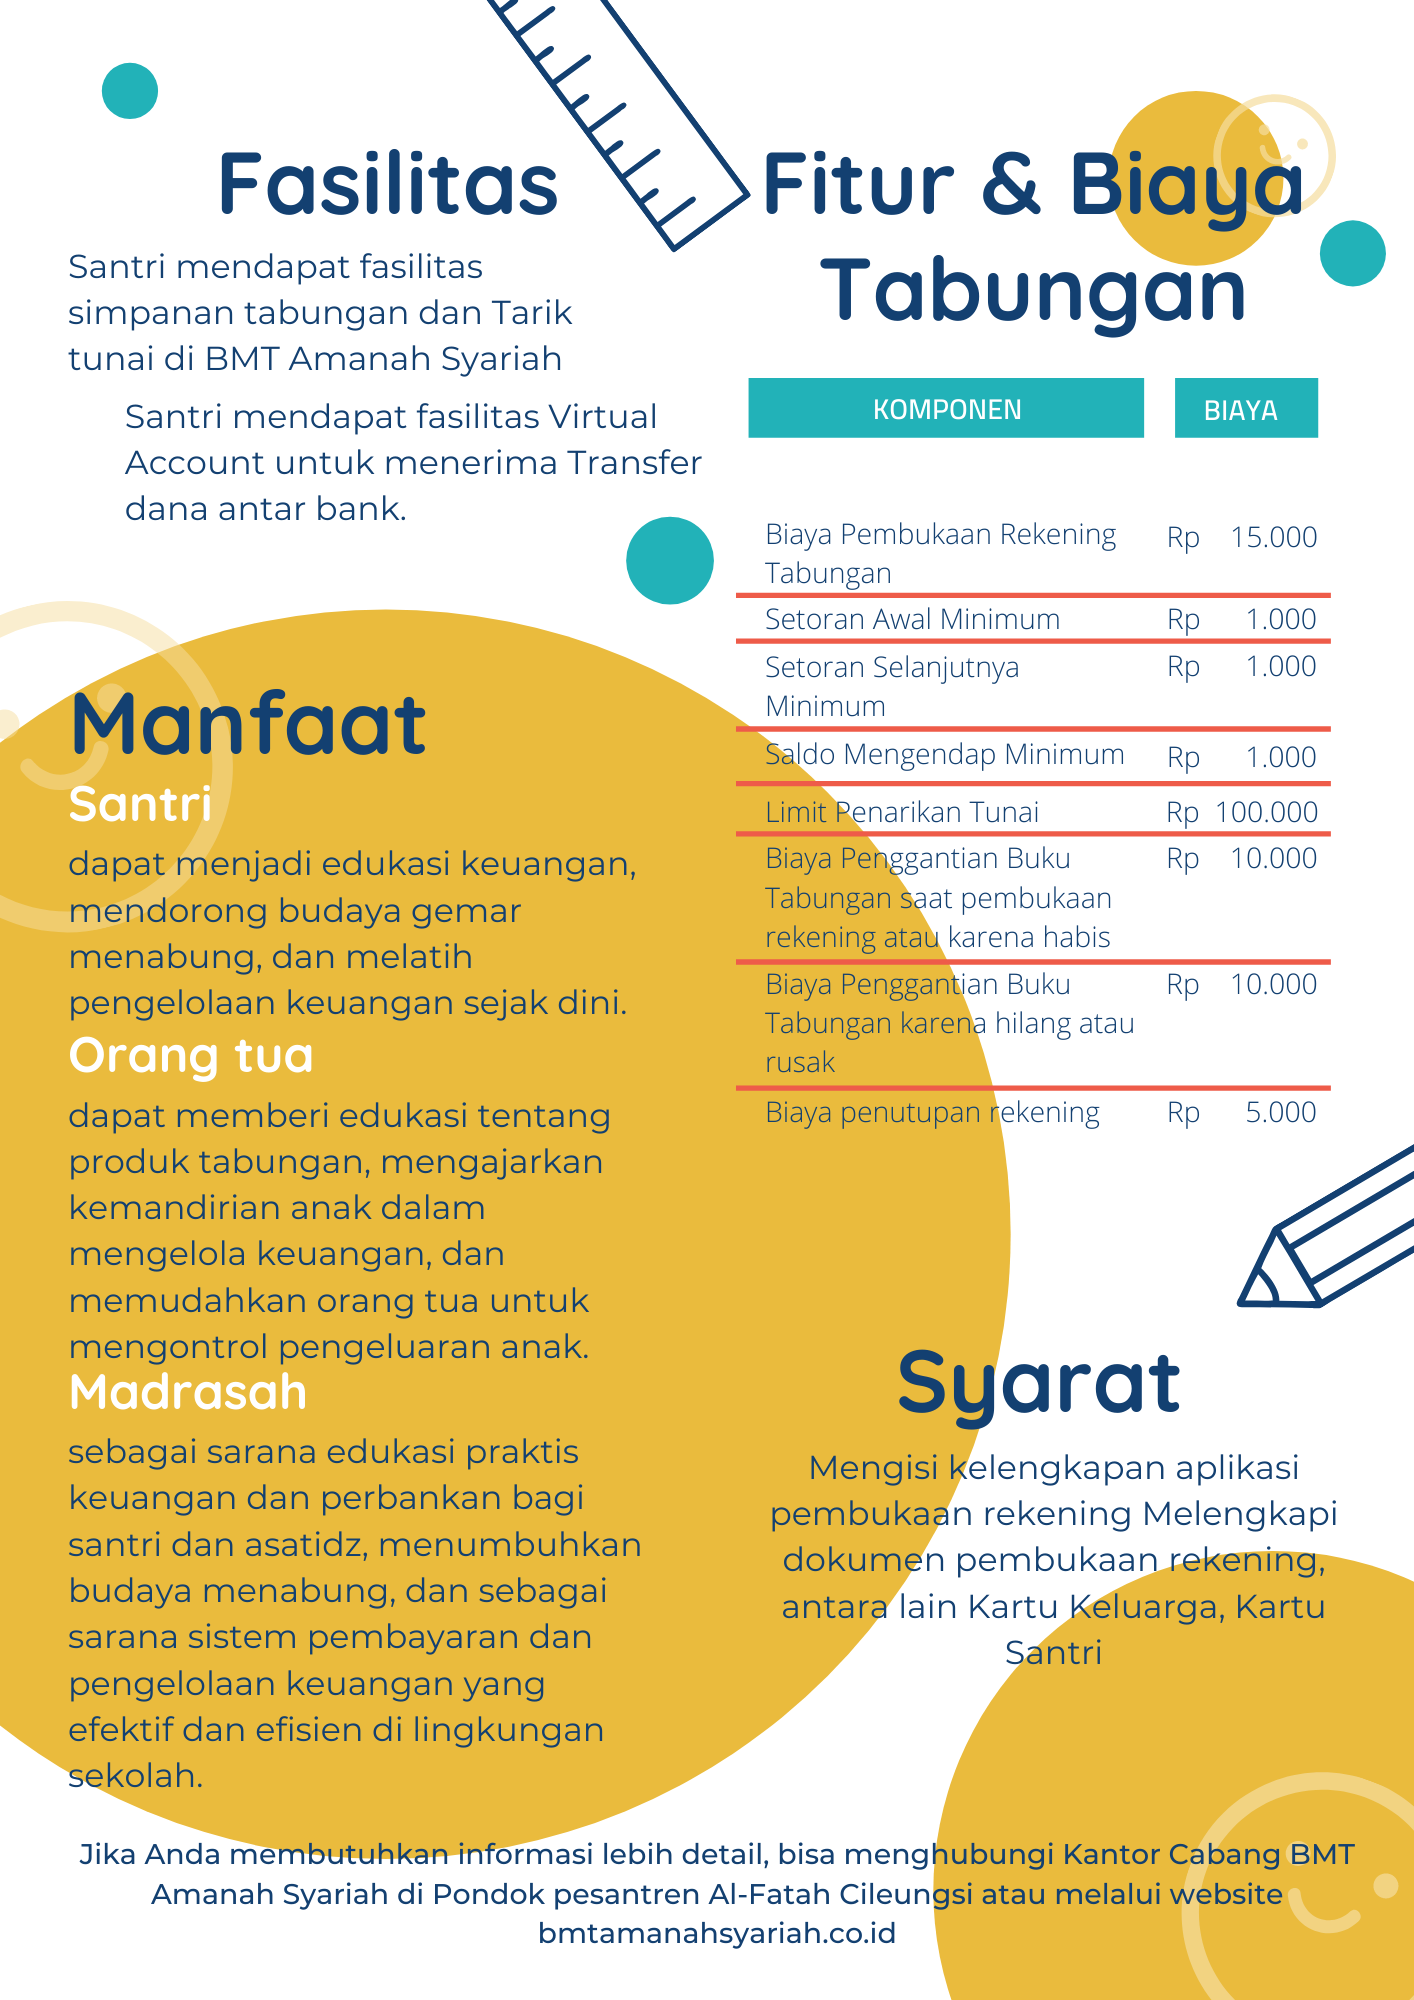 Fasilitas
Santri mendapat fasilitas
simpanan tabungan dan Tarik
tunai di BMT Amanah Syariah
Santri mendapat fasilitas Virtual
Account untuk menerima Transfer
dana antar bank.
Manfaat
Santri
dapat menjadi edukasi keuangan,
mendorong budaya gemar
menabung, dan melatih
pengelolaan keuangan sejak dini.
Orang tua
dapat memberi edukasi tentang
produk tabungan, mengajarkan
kemandirian anak dalam
mengelola keuangan, dan
memudahkan orang tua untuk
mengontrol pengeluaran anak.
Madrasah
sebagai sarana edukasi praktis
keuangan dan perbankan bagi
santri dan asatidz, menumbuhkan
budaya menabung, dan sebagai
sarana sistem pembayaran dan
pengelolaan keuangan yang
efektif dan efisien di lingkungan
sekolah.
Fitur & Biaya
Tabungan
KOMPONEN BIAYA
Biaya Pembukaan Rekening Rp 15.000
Tabungan
Setoran Awal Minimum Rp 1.000
Setoran Selanjutnya Rp 1.000
Minimum
Saldo Mengendap Minimum Rp 1.000
Limit Penarikan Tunai Rp 100.000
Biaya Penggantian Buku Rp 10.000
Tabungan saat pembukaan
rekening atau karena habis
Biaya Penggantian Buku Rp 10.000
Tabungan karena hilang atau
rusak
Biaya penutupan rekening Rp 5.000
Syarat
Mengisi kelengkapan aplikasi
pembukaan rekening Melengkapi
dokumen pembukaan rekening,
antara lain Kartu Keluarga, Kartu
Santri
Jika Anda membutuhkan informasi lebih detail, bisa menghubungi Kantor Cabang BMT
Amanah Syariah di Pondok pesantren Al-Fatah Cileungsi atau melalui website
bmtamanahsyariah.co.id